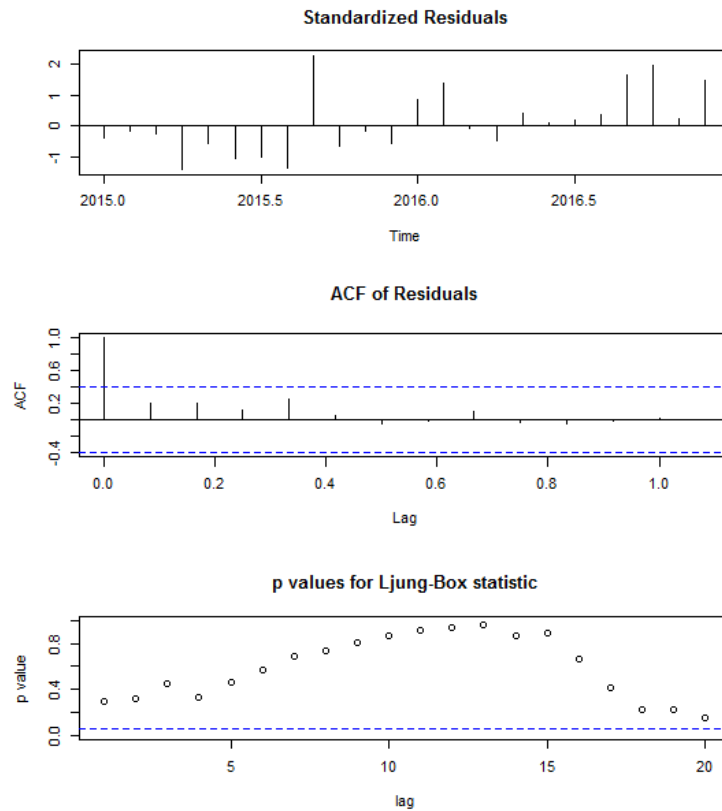 Standardized Residuals
2
1
0
-1
2015.0 2015.5 2016.0 2016.5
Time
ACF of Residuals
1.0
0.6
0.2
-0.4
ACF
0.0 0.2 0.4 0.6 0.8 1.0
Lag
p values for Ljung-Box statistic
0.8
0.4
0.0
p value
5 10 15 20
lag